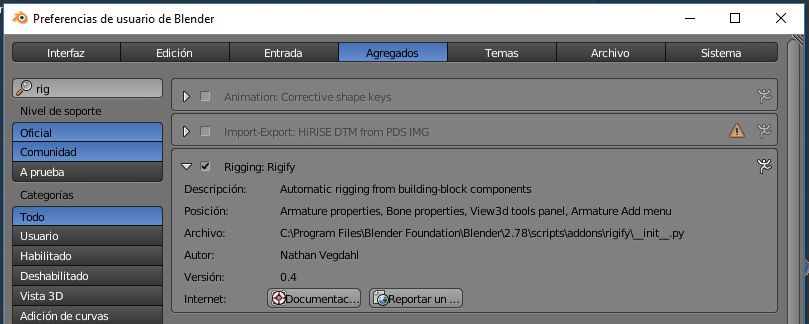 Preferencias de usuario de Blender
Interfaz Edición Entrada Agregados Temas Archivo Sistema
rig
Nivel de soporte
Oficial
Comunidad
A prueba
Categorías
Todo
Usuario
Habilitado
Deshabilitado
Vista 3D
Adición de curvas
Animation: Corrective shape keys
Import-Export: HiRISE DTM from PDS IMG
Rigging: Rigify
Descripción: Automatic rigging from building-block components
Posición: Armature properties, Bone properties, View3d tools panel, Armature Add menu
Archivo: C:\Program Files\Blender Foundation\Blender\2.78\scripts\addons\rigify\__init__.py
Autor: Nathan Vegdahl
Versión: 0.4
Internet: Documentac... Reportar un ...